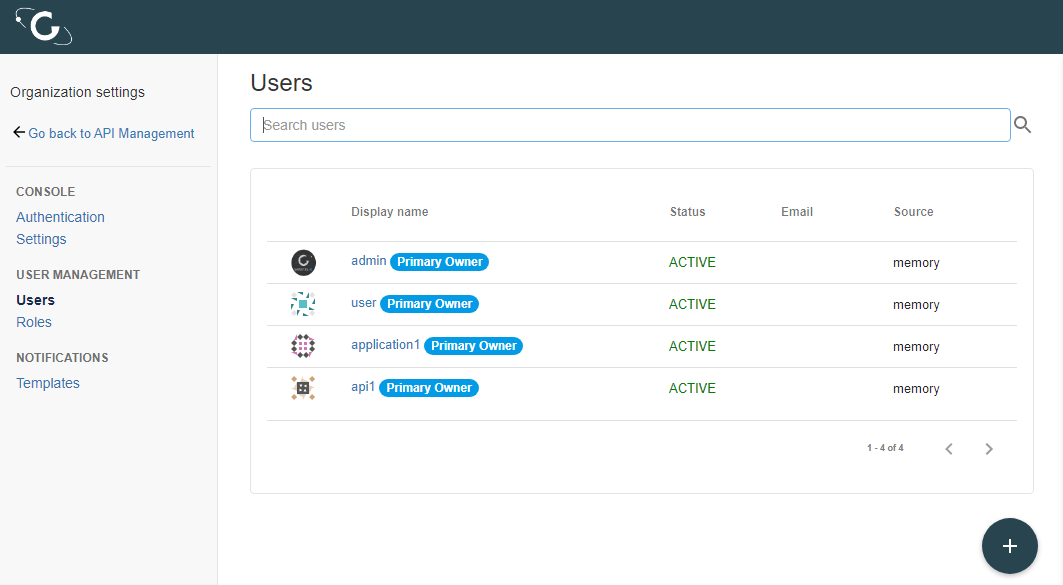 Organization settings
Go back to API Management
CONSOLE
Authentication
Settings
USER MANAGEMENT
Users
Roles
NOTIFICATIONS
Templates
Users
Search users
Display name Status Email Source
admin Primary Owner ACTIVE memory
user Primary Owner ACTIVE memory
application1 Primary Owner ACTIVE memory
api1 Primary Owner ACTIVE memory
1 - 4 of 4